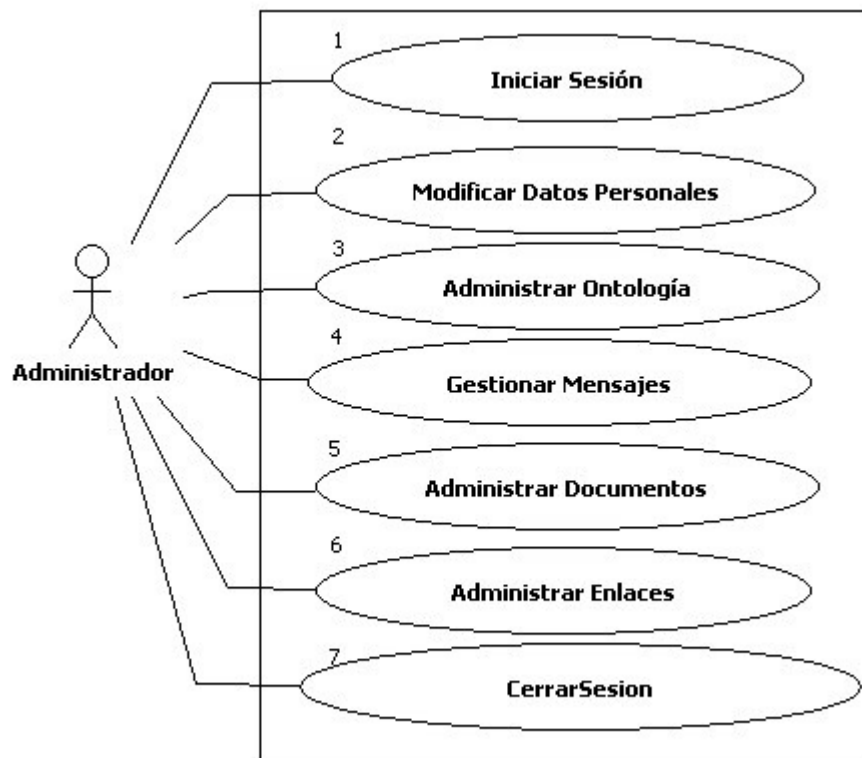 1
Iniciar Sesión
2
Modificar Datos Personales
3
Administrar Ontología
4
Administrador
Gestionar Mensajes
5
Administrar Documentos
6
Administrar Enlaces
7
CerrarSesion